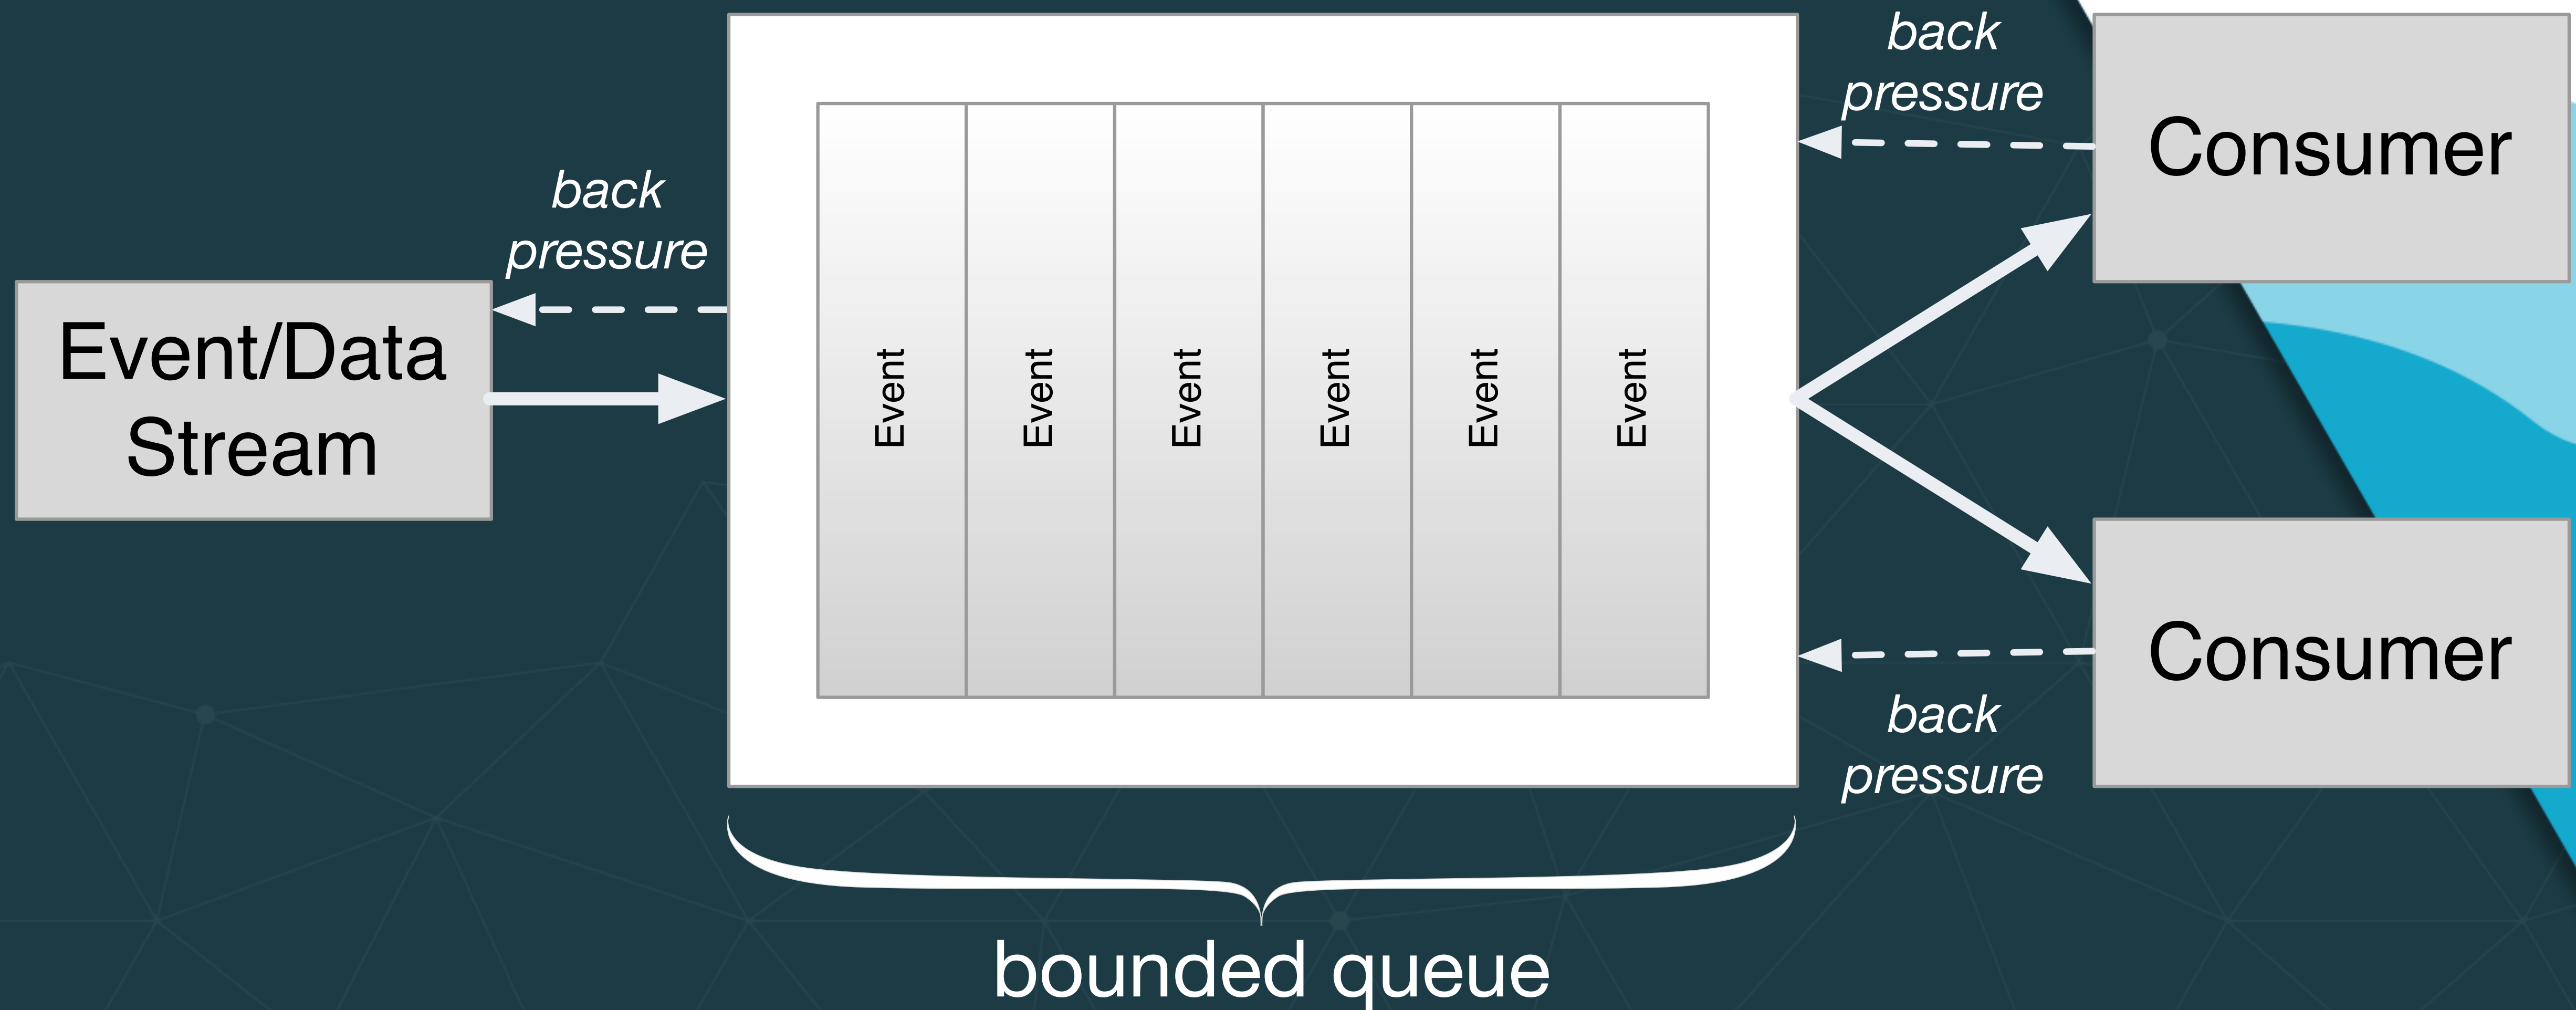 back
pressure
Event/Data
Stream
Event
Event
Event
Event
Event
Event
back
pressure
Consumer
Consumer
back
pressure
bounded queue